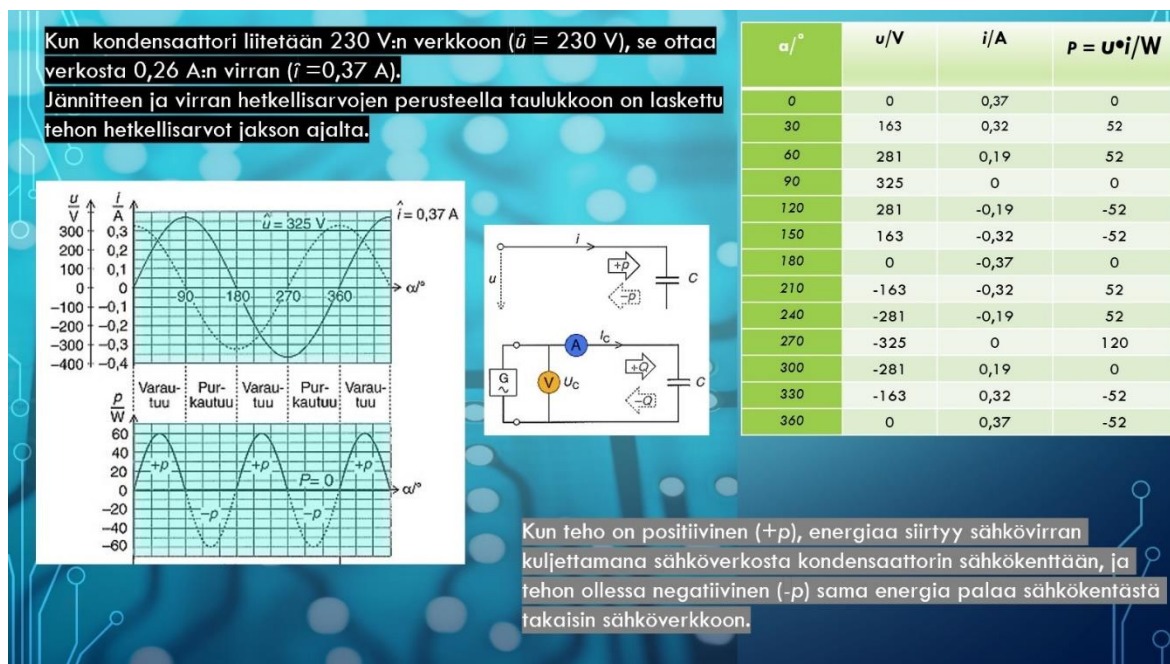 Kun kondensaattori liitetään 230 V:n verkkoon (û = 230 V), se ottaa
verkosta 0,26 A:n virran (î =0,37 A).
Jännitteen ja virran hetkellisarvojen perusteella taulukkoon on laskettu
tehon hetkellisarvot jakson ajalta.
u/V i/A
300 0,3
200 0,2
100 0,1
0 0
-100 -0,1
-200 -0,2
-300 -0,3
-400 -0,4
û = 325 V
î = 0,37 A
90 180 270 360 α/°
Varau- Pur- Varau- Pur- Varau-
tuu kautuu tuu kautuu tuu
p/W
60
40
20
0
-20
-40
-60
+p +p P= 0 +p
-p -p
α/°
i
u
+p
-p
C
A I_C
G
~
V U_C
+Q
-Q
C
α/° u/V i/A P = u•i/W
0 0 0,37 0
30 163 0,32 52
60 281 0,19 52
90 325 0 0
120 281 -0,19 -52
150 163 -0,32 -52
180 0 -0,37 0
210 -163 -0,32 52
240 -281 -0,19 52
270 -325 0 120
300 -281 0,19 0
330 -163 0,32 -52
360 0 0,37 -52
Kun teho on positiivinen (+p), energiaa siirtyy sähkövirran
kuljettamana sähköverkosta kondensaattorin sähkökenttään, ja
tehon ollessa negatiivinen (-p) sama energia palaa sähkökentästä
takaisin sähköverkkoon.